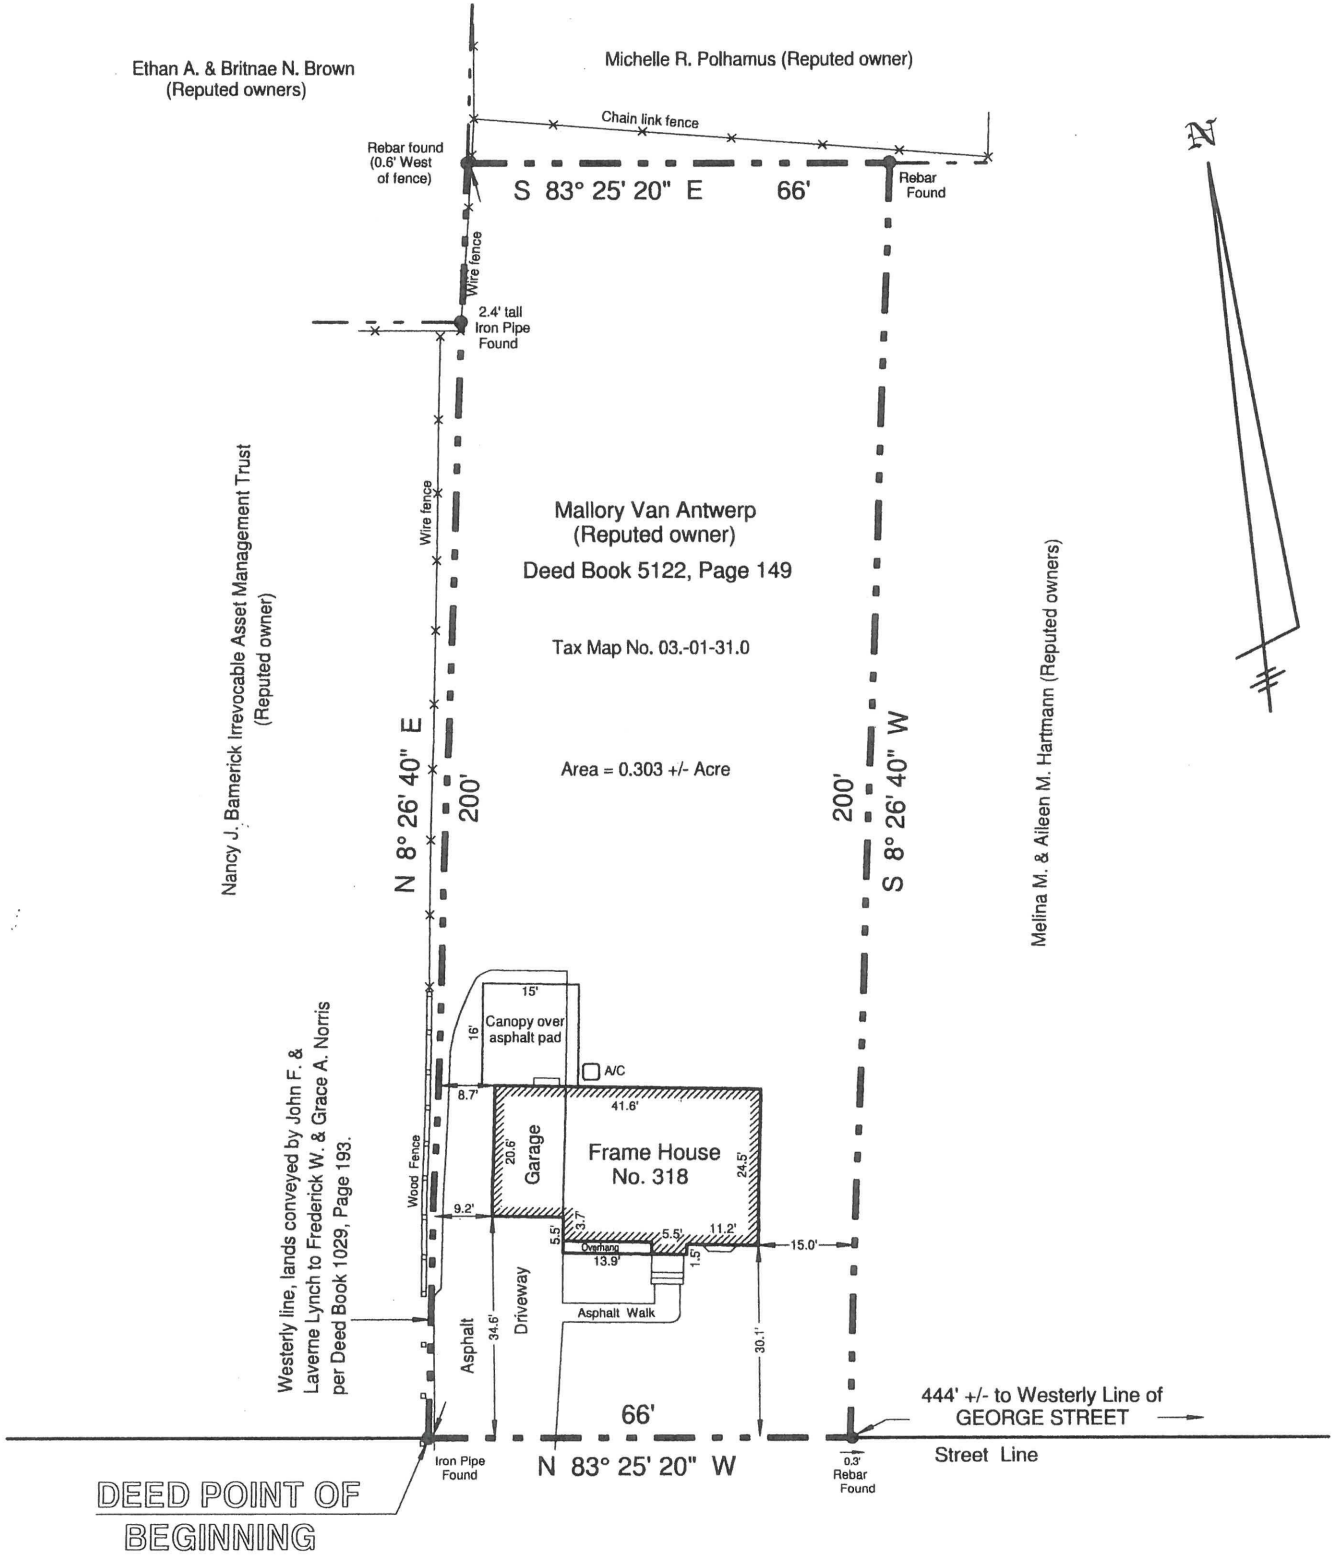 Ethan A. & Britnae N. Brown
(Reputed owners)
Michelle R. Polhamus (Reputed owner)
Chain link fence
N
Rebar found
(0.6' West
of fence)
S 83° 25' 20" E 66'
Rebar
Found
Wire fence
2.4' tall
Iron Pipe
Found
Wire fence
Mallory Van Antwerp
(Reputed owner)
Deed Book 5122, Page 149
Tax Map No. 03.-01-31.0
Area = 0.303 +/- Acre
Nancy J. Bamerick Irrevocable Asset Management Trust
(Reputed owner)
N 8° 26' 40" E
200'
200'
S 8° 26' 40" W
Melina M. & Aileen M. Hartmann (Reputed owners)
15'
16'
Canopy over
asphalt pad
A/C
8.7'
41.6'
20.6'
Garage
Frame House
No. 318
24.5'
Wood Fence
9.2'
5.5'
3.7'
Overhang
13.9'
5.5'
1.5'
11.2'
15.0'
Westerly line, lands conveyed by John F. &
Laverne Lynch to Frederick W. & Grace A. Norris
per Deed Book 1029, Page 193.
Asphalt
Driveway
34.6'
Asphalt Walk
30.1'
66'
N 83° 25' 20" W
444' +/- to Westerly Line of
GEORGE STREET
Street Line
Iron Pipe
Found
0.3'
Rebar
Found
DEED POINT OF
BEGINNING